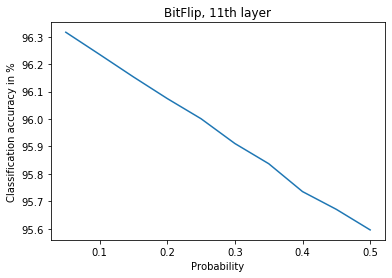 BitFlip, 11th layer
Classification accuracy in %
96.3
96.2
96.1
96.0
95.9
95.8
95.7
95.6
0.1 0.2 0.3 0.4 0.5
Probability